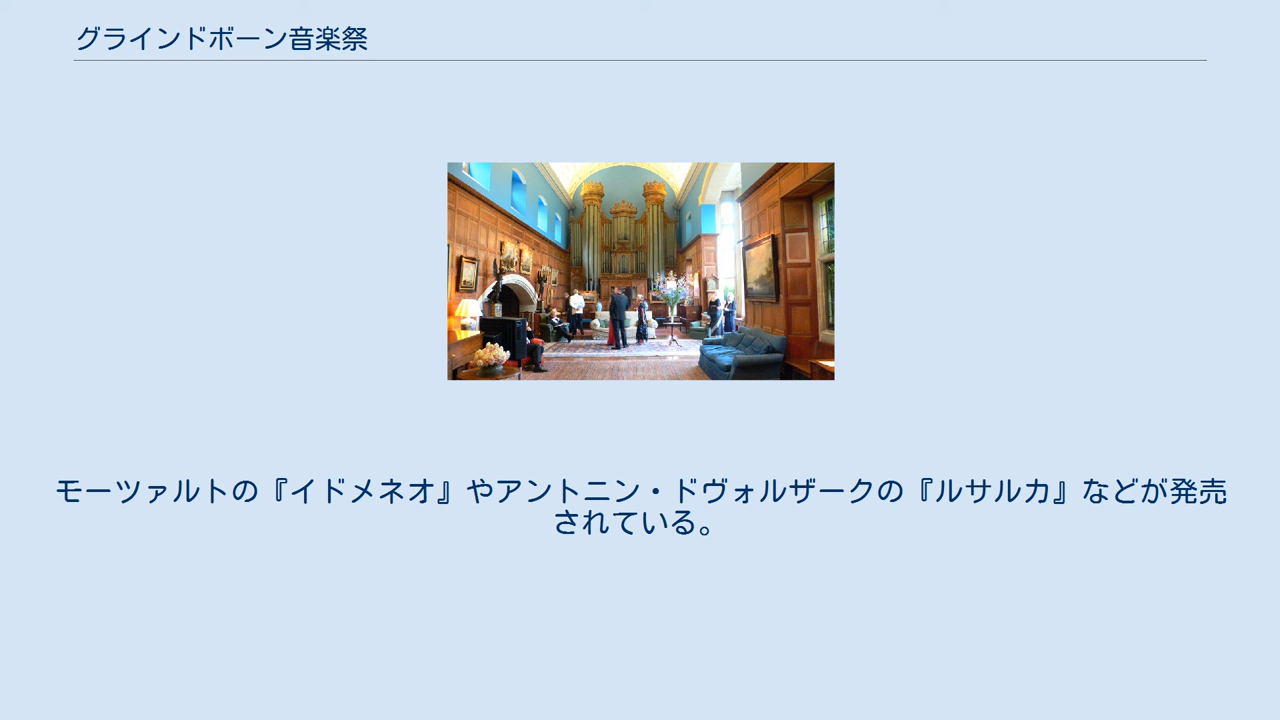 グラインドボーン音楽祭
モーツァルトの『イドメネオ』やアントニン・ドヴォルザークの『ルサルカ』などが発売
されている。